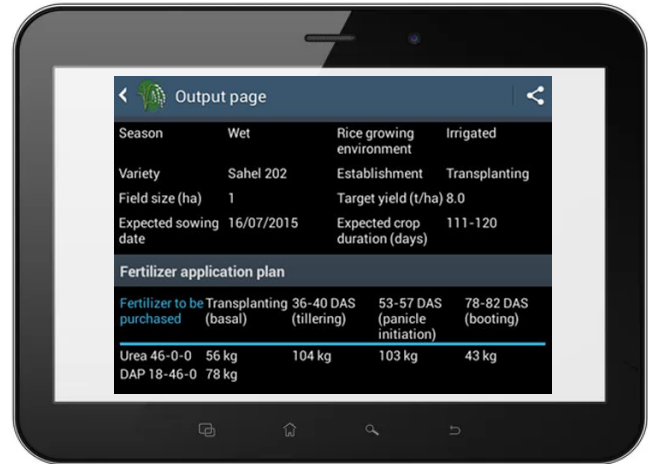 Output page
Season Wet Rice growing environment Irrigated
Variety Sahel 202 Establishment Transplanting
Field size (ha) 1 Target yield (t/ha) 8.0
Expected sowing date 16/07/2015 Expected crop duration (days) 111-120
Fertilizer application plan
Fertilizer to be purchased Transplanting (basal) 36-40 DAS (tillering) 53-57 DAS (panicle initiation) 78-82 DAS (booting)
Urea 46-0-0 56 kg 104 kg 103 kg 43 kg
DAP 18-46-0 78 kg